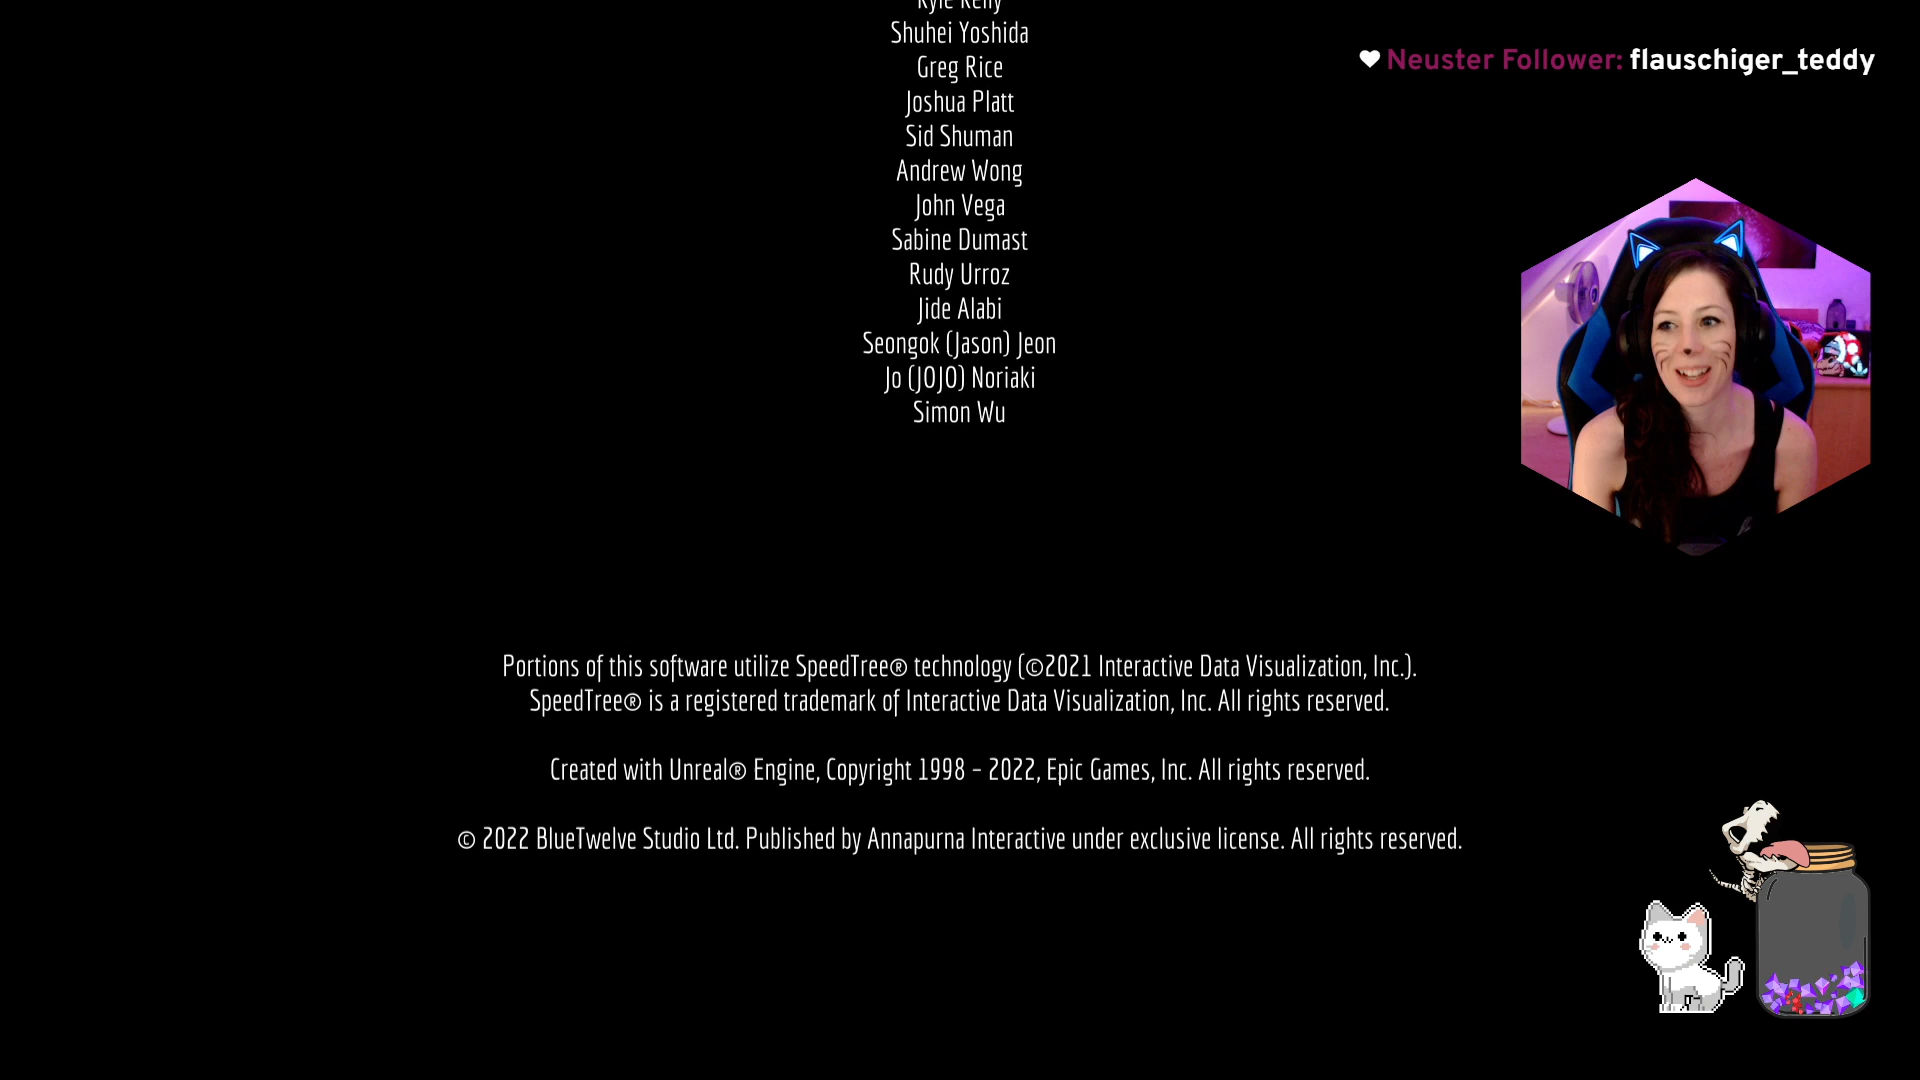 Kyle Kelly
Shuhei Yoshida
Greg Rice
Joshua Platt
Sid Shuman
Andrew Wong
John Vega
Sabine Dumast
Rudy Urroz
Jide Alabi
Seongok (Jason) Jeon
Jo (JOJO) Noriaki
Simon Wu
Neuster Follower: flauschiger_teddy
Portions of this software utilize SpeedTree® technology (©2021 Interactive Data Visualization, Inc.).
SpeedTree® is a registered trademark of Interactive Data Visualization, Inc. All rights reserved.
Created with Unreal® Engine, Copyright 1998 – 2022, Epic Games, Inc. All rights reserved.
© 2022 BlueTwelve Studio Ltd. Published by Annapurna Interactive under exclusive license. All rights reserved.